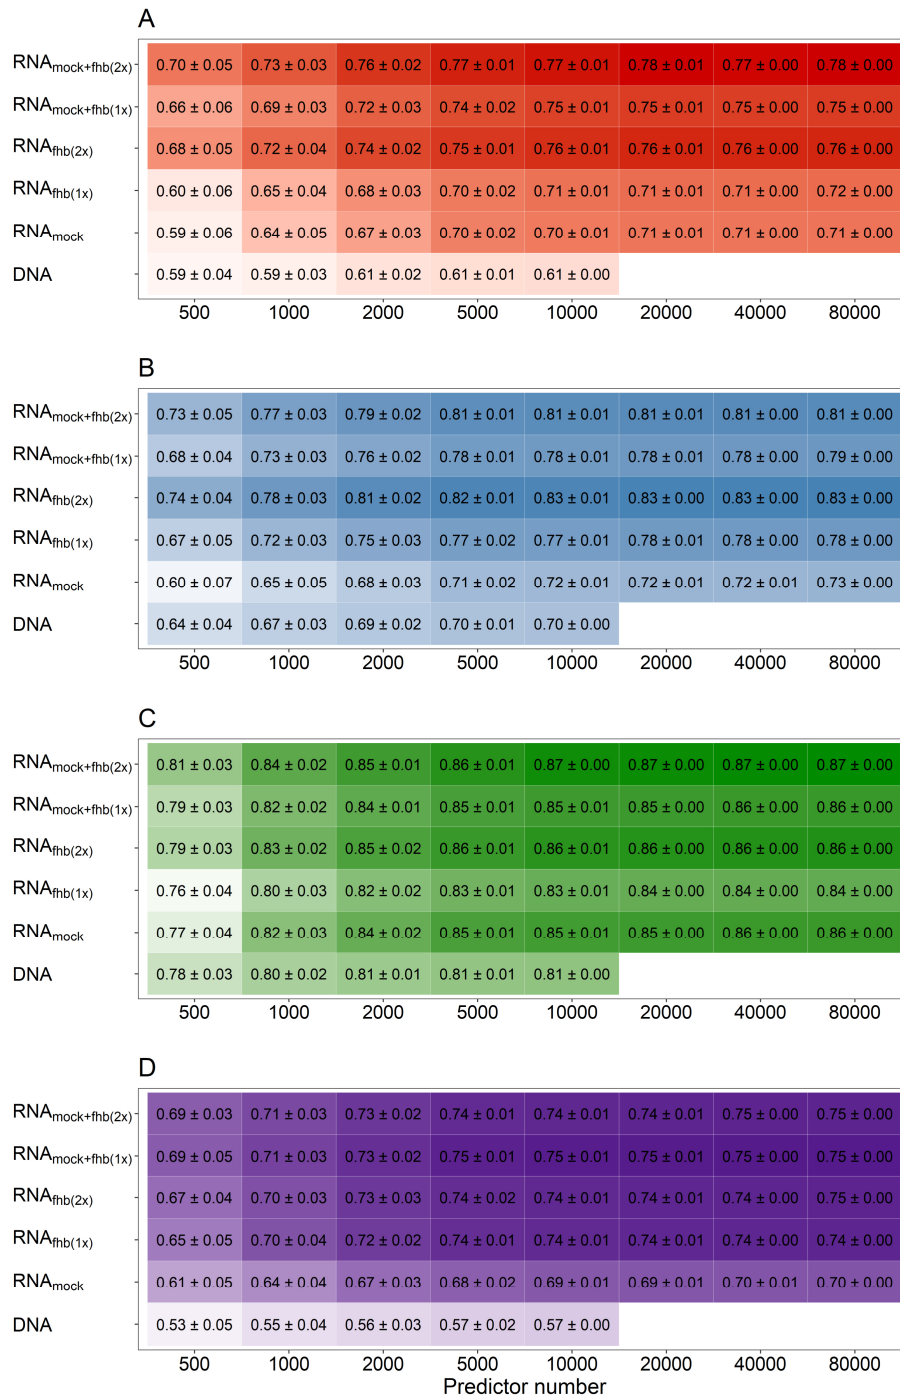 A
RNAmock+fhb(2x) 0.70 ± 0.05 0.73 ± 0.03 0.76 ± 0.02 0.77 ± 0.01 0.77 ± 0.01 0.78 ± 0.01 0.77 ± 0.00 0.78 ± 0.00
RNAmock+fhb(1x) 0.66 ± 0.06 0.69 ± 0.03 0.72 ± 0.03 0.74 ± 0.02 0.75 ± 0.01 0.75 ± 0.01 0.75 ± 0.00 0.75 ± 0.00
RNAfhb(2x) 0.68 ± 0.05 0.72 ± 0.04 0.74 ± 0.02 0.75 ± 0.01 0.76 ± 0.01 0.76 ± 0.01 0.76 ± 0.00 0.76 ± 0.00
RNAfhb(1x) 0.60 ± 0.06 0.65 ± 0.04 0.68 ± 0.03 0.70 ± 0.02 0.71 ± 0.01 0.71 ± 0.01 0.71 ± 0.00 0.72 ± 0.00
RNAmock 0.59 ± 0.06 0.64 ± 0.05 0.67 ± 0.03 0.70 ± 0.02 0.70 ± 0.01 0.71 ± 0.01 0.71 ± 0.00 0.71 ± 0.00
DNA 0.59 ± 0.04 0.59 ± 0.03 0.61 ± 0.02 0.61 ± 0.01 0.61 ± 0.00
500 1000 2000 5000 10000 20000 40000 80000
B
RNAmock+fhb(2x) 0.73 ± 0.05 0.77 ± 0.03 0.79 ± 0.02 0.81 ± 0.01 0.81 ± 0.01 0.81 ± 0.01 0.81 ± 0.00 0.81 ± 0.00
RNAmock+fhb(1x) 0.68 ± 0.04 0.73 ± 0.03 0.76 ± 0.02 0.78 ± 0.01 0.78 ± 0.01 0.78 ± 0.01 0.78 ± 0.00 0.79 ± 0.00
RNAfhb(2x) 0.74 ± 0.04 0.78 ± 0.03 0.81 ± 0.02 0.82 ± 0.01 0.83 ± 0.01 0.83 ± 0.00 0.83 ± 0.00 0.83 ± 0.00
RNAfhb(1x) 0.67 ± 0.05 0.72 ± 0.03 0.75 ± 0.03 0.77 ± 0.02 0.77 ± 0.01 0.78 ± 0.01 0.78 ± 0.00 0.78 ± 0.00
RNAmock 0.60 ± 0.07 0.65 ± 0.05 0.68 ± 0.03 0.71 ± 0.02 0.72 ± 0.01 0.72 ± 0.01 0.72 ± 0.01 0.73 ± 0.00
DNA 0.64 ± 0.04 0.67 ± 0.03 0.69 ± 0.02 0.70 ± 0.01 0.70 ± 0.00
500 1000 2000 5000 10000 20000 40000 80000
C
RNAmock+fhb(2x) 0.81 ± 0.03 0.84 ± 0.02 0.85 ± 0.01 0.86 ± 0.01 0.87 ± 0.00 0.87 ± 0.00 0.87 ± 0.00 0.87 ± 0.00
RNAmock+fhb(1x) 0.79 ± 0.03 0.82 ± 0.02 0.84 ± 0.01 0.85 ± 0.01 0.85 ± 0.01 0.85 ± 0.00 0.86 ± 0.00 0.86 ± 0.00
RNAfhb(2x) 0.79 ± 0.03 0.83 ± 0.02 0.85 ± 0.02 0.86 ± 0.01 0.86 ± 0.01 0.86 ± 0.00 0.86 ± 0.00 0.86 ± 0.00
RNAfhb(1x) 0.76 ± 0.04 0.80 ± 0.03 0.82 ± 0.02 0.83 ± 0.01 0.83 ± 0.01 0.84 ± 0.00 0.84 ± 0.00 0.84 ± 0.00
RNAmock 0.77 ± 0.04 0.82 ± 0.03 0.84 ± 0.02 0.85 ± 0.01 0.85 ± 0.01 0.85 ± 0.00 0.86 ± 0.00 0.86 ± 0.00
DNA 0.78 ± 0.03 0.80 ± 0.02 0.81 ± 0.01 0.81 ± 0.01 0.81 ± 0.00
500 1000 2000 5000 10000 20000 40000 80000
D
RNAmock+fhb(2x) 0.69 ± 0.03 0.71 ± 0.03 0.73 ± 0.02 0.74 ± 0.01 0.74 ± 0.01 0.74 ± 0.01 0.75 ± 0.00 0.75 ± 0.00
RNAmock+fhb(1x) 0.69 ± 0.05 0.71 ± 0.03 0.73 ± 0.02 0.75 ± 0.01 0.75 ± 0.01 0.75 ± 0.01 0.75 ± 0.00 0.75 ± 0.00
RNAfhb(2x) 0.67 ± 0.04 0.70 ± 0.03 0.73 ± 0.03 0.74 ± 0.02 0.74 ± 0.01 0.74 ± 0.01 0.74 ± 0.00 0.75 ± 0.00
RNAfhb(1x) 0.65 ± 0.05 0.70 ± 0.04 0.72 ± 0.02 0.74 ± 0.01 0.74 ± 0.01 0.74 ± 0.01 0.74 ± 0.00 0.74 ± 0.00
RNAmock 0.61 ± 0.05 0.64 ± 0.04 0.67 ± 0.03 0.68 ± 0.02 0.69 ± 0.01 0.69 ± 0.01 0.70 ± 0.01 0.70 ± 0.00
DNA 0.53 ± 0.05 0.55 ± 0.04 0.56 ± 0.03 0.57 ± 0.02 0.57 ± 0.00
500 1000 2000 5000 10000 20000 40000 80000
Predictor number